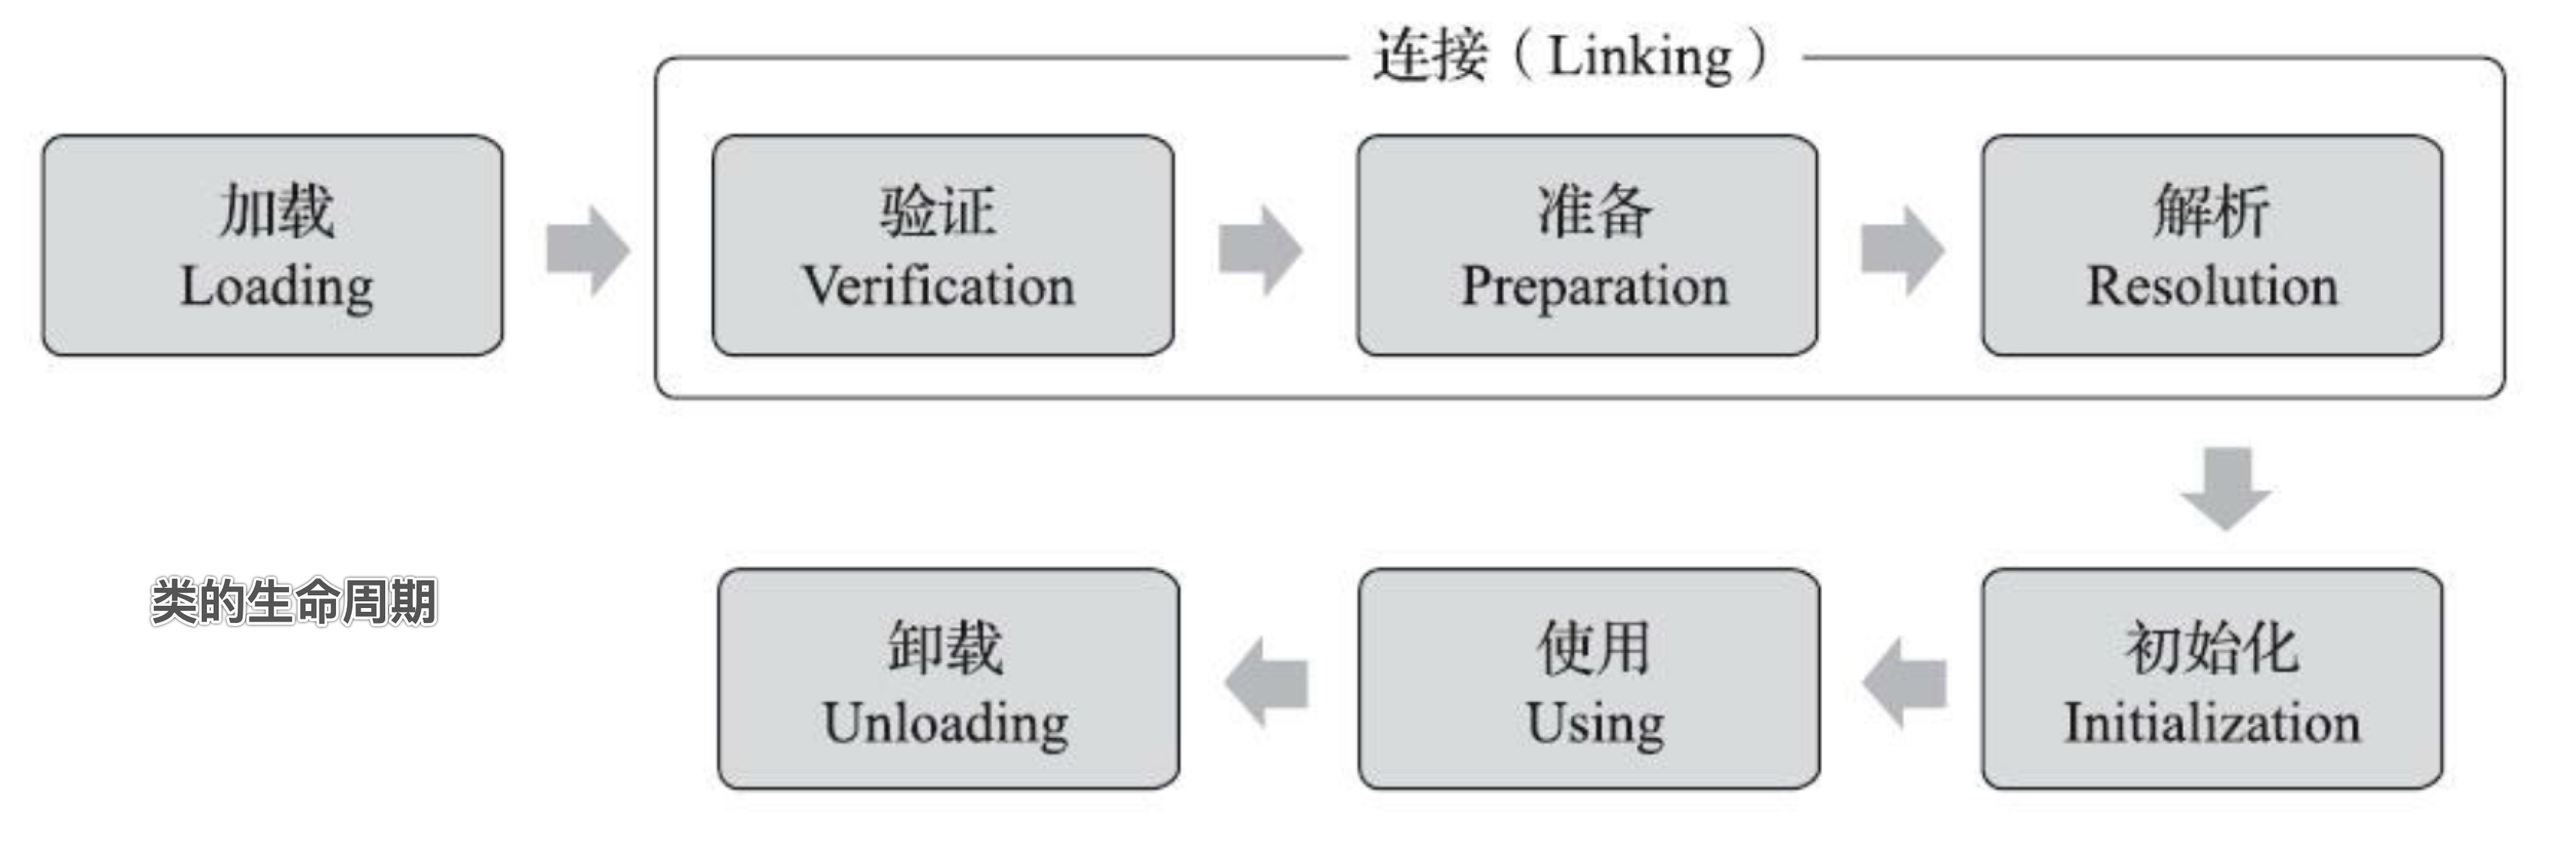 连接（Linking）
加载
Loading
验证
Verification
准备
Preparation
解析
Resolution
类的生命周期
卸载
Unloading
使用
Using
初始化
Initialization